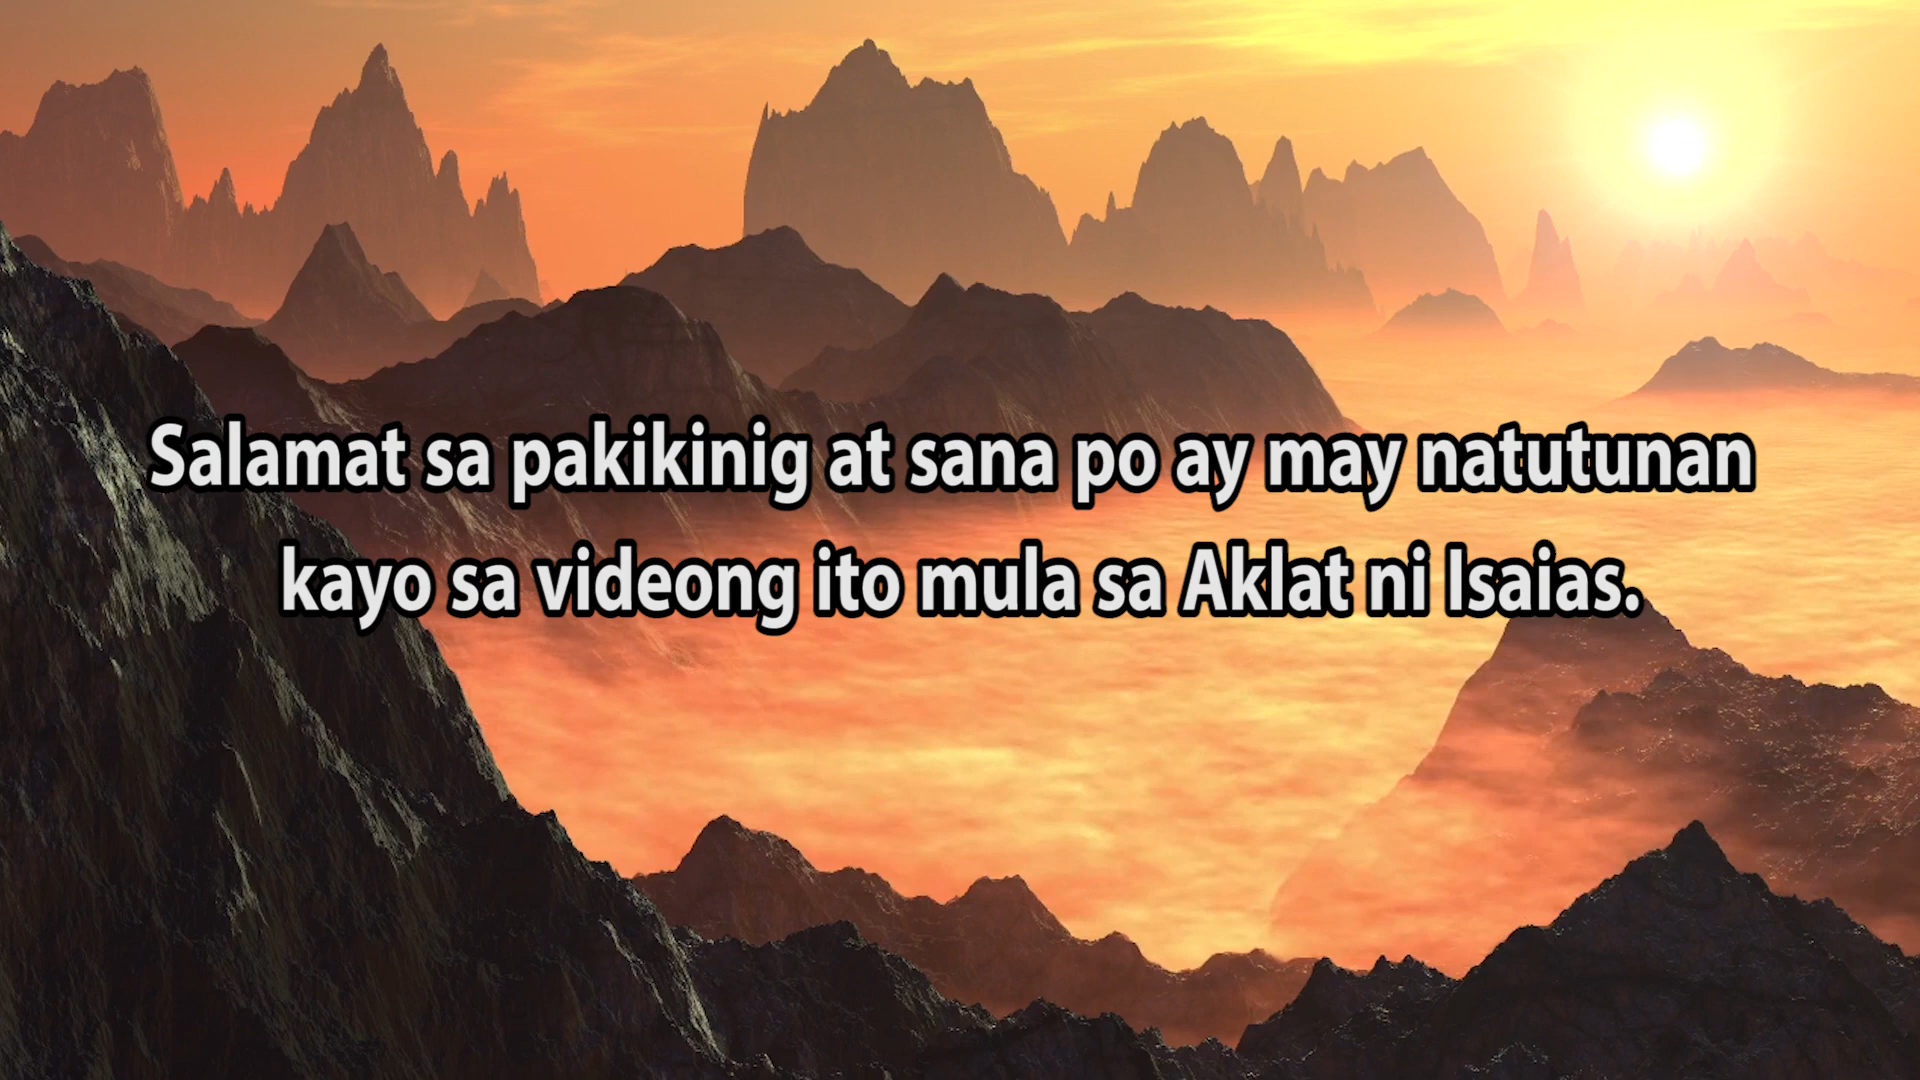 Salamat sa pakikinig at sana po ay may natutunan
kayo sa videong ito mula sa Aklat ni Isaias.